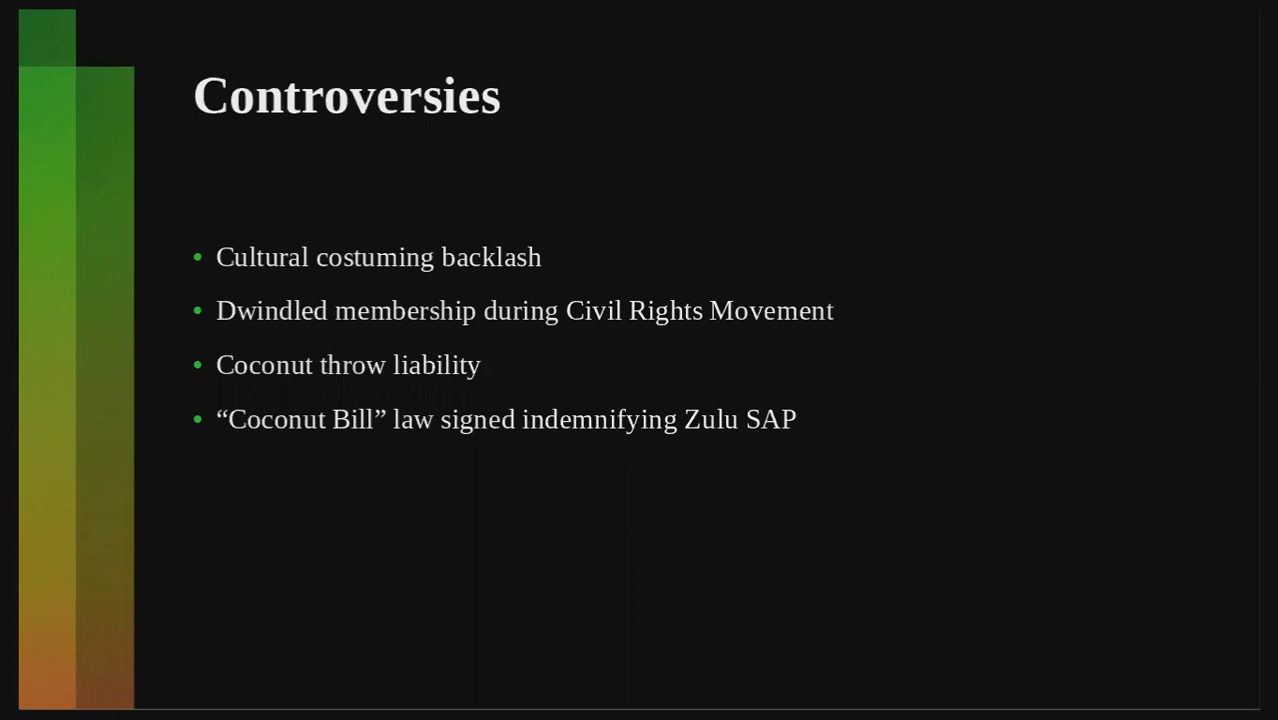 Controversies
• Cultural costuming backlash
• Dwindled membership during Civil Rights Movement
• Coconut throw liability
• “Coconut Bill” law signed indemnifying Zulu SAP